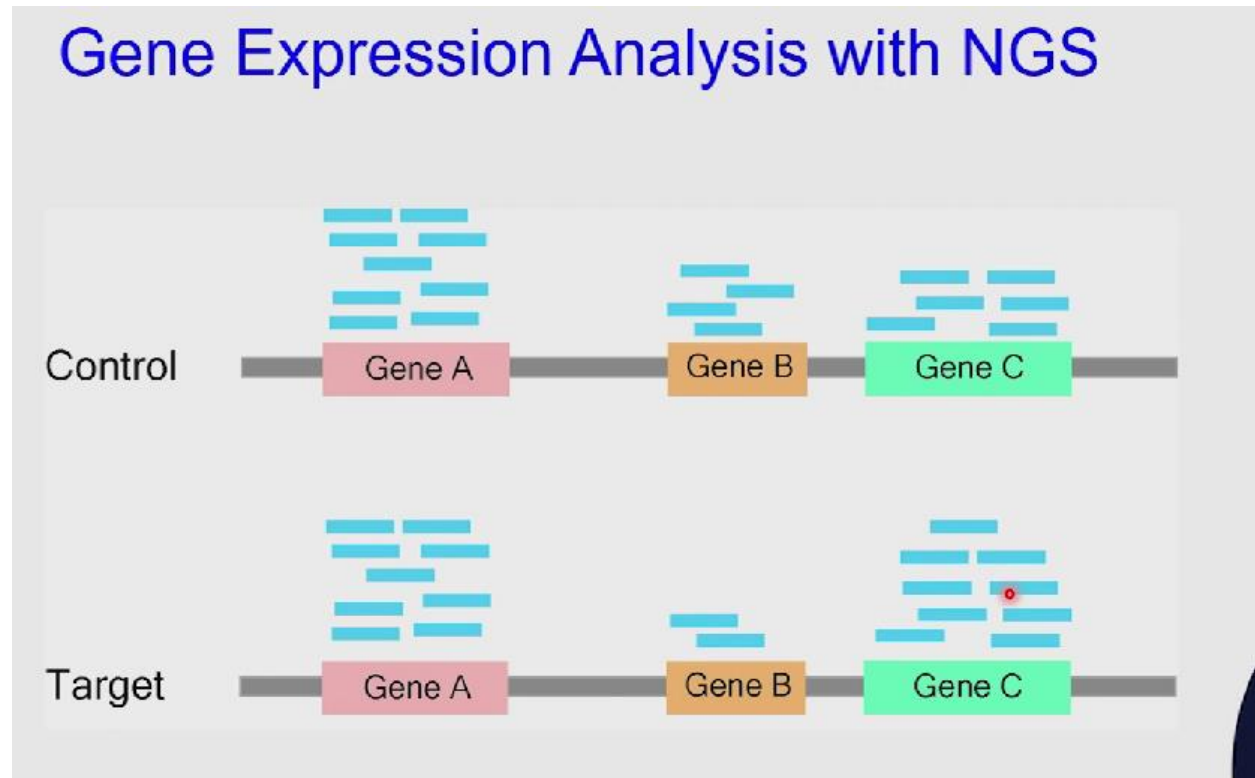 Gene Expression Analysis with NGS
Control
Gene A
Gene B
Gene C
Target
Gene A
Gene B
Gene C